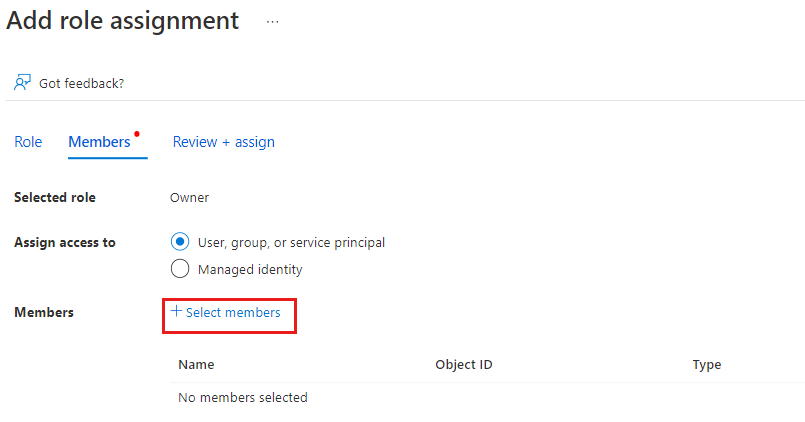 Add role assignment ...
Got feedback?
Role Members Review + assign
Selected role Owner
Assign access to User, group, or service principal
Managed identity
Members + Select members
Name Object ID Type
No members selected